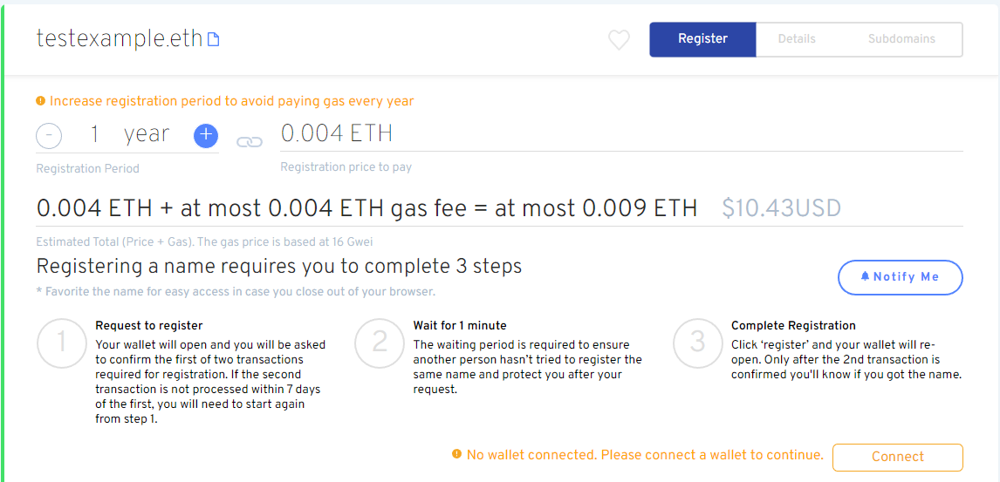 testexample.eth
Register
Details
Subdomains
Increase registration period to avoid paying gas every year
- 1 year +
0.004 ETH
Registration Period
Registration price to pay
0.004 ETH + at most 0.004 ETH gas fee = at most 0.009 ETH $10.43USD
Estimated Total (Price + Gas). The gas price is based at 16 Gwei
Registering a name requires you to complete 3 steps
* Favorite the name for easy access in case you close out of your browser.
Notify Me
1
Request to register
Your wallet will open and you will be asked
to confirm the first of two transactions
required for registration. If the second
transaction is not processed within 7 days
of the first, you will need to start again
from step 1.
2
Wait for 1 minute
The waiting period is required to ensure
another person hasn't tried to register the
same name and protect you after your
request.
3
Complete Registration
Click ‘register’ and your wallet will re-
open. Only after the 2nd transaction is
confirmed you'll know if you got the name.
No wallet connected. Please connect a wallet to continue.
Connect